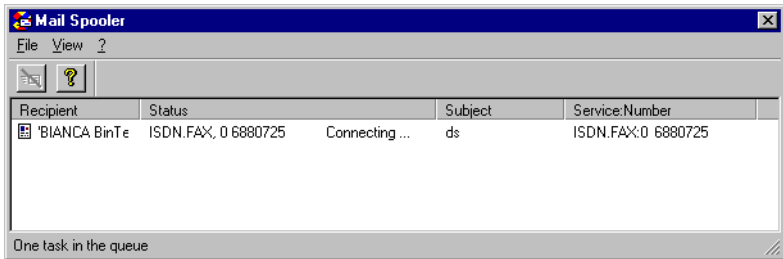 Mail Spooler
File View ?
Recipient Status Subject Service:Number
'BIANCA BinTe ISDN.FAX, 0 6880725 Connecting ... ds ISDN.FAX:0 6880725
One task in the queue